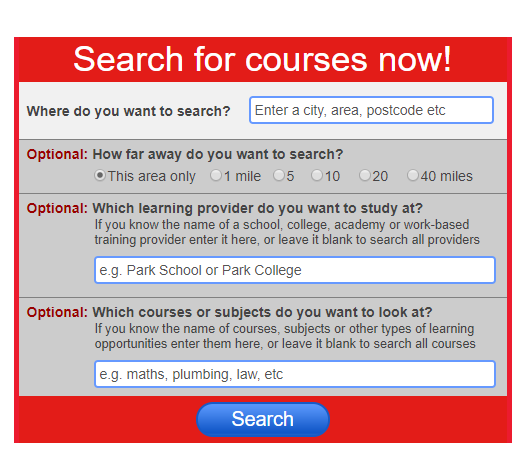 Search for courses now!
Where do you want to search? Enter a city, area, postcode etc
Optional: How far away do you want to search?
This area only 1 mile 5 10 20 40 miles
Optional: Which learning provider do you want to study at?
If you know the name of a school, college, academy or work-based
training provider enter it here, or leave it blank to search all providers
e.g. Park School or Park College
Optional: Which courses or subjects do you want to look at?
If you know the name of courses, subjects or other types of learning
opportunities enter them here, or leave it blank to search all courses
e.g. maths, plumbing, law, etc
Search